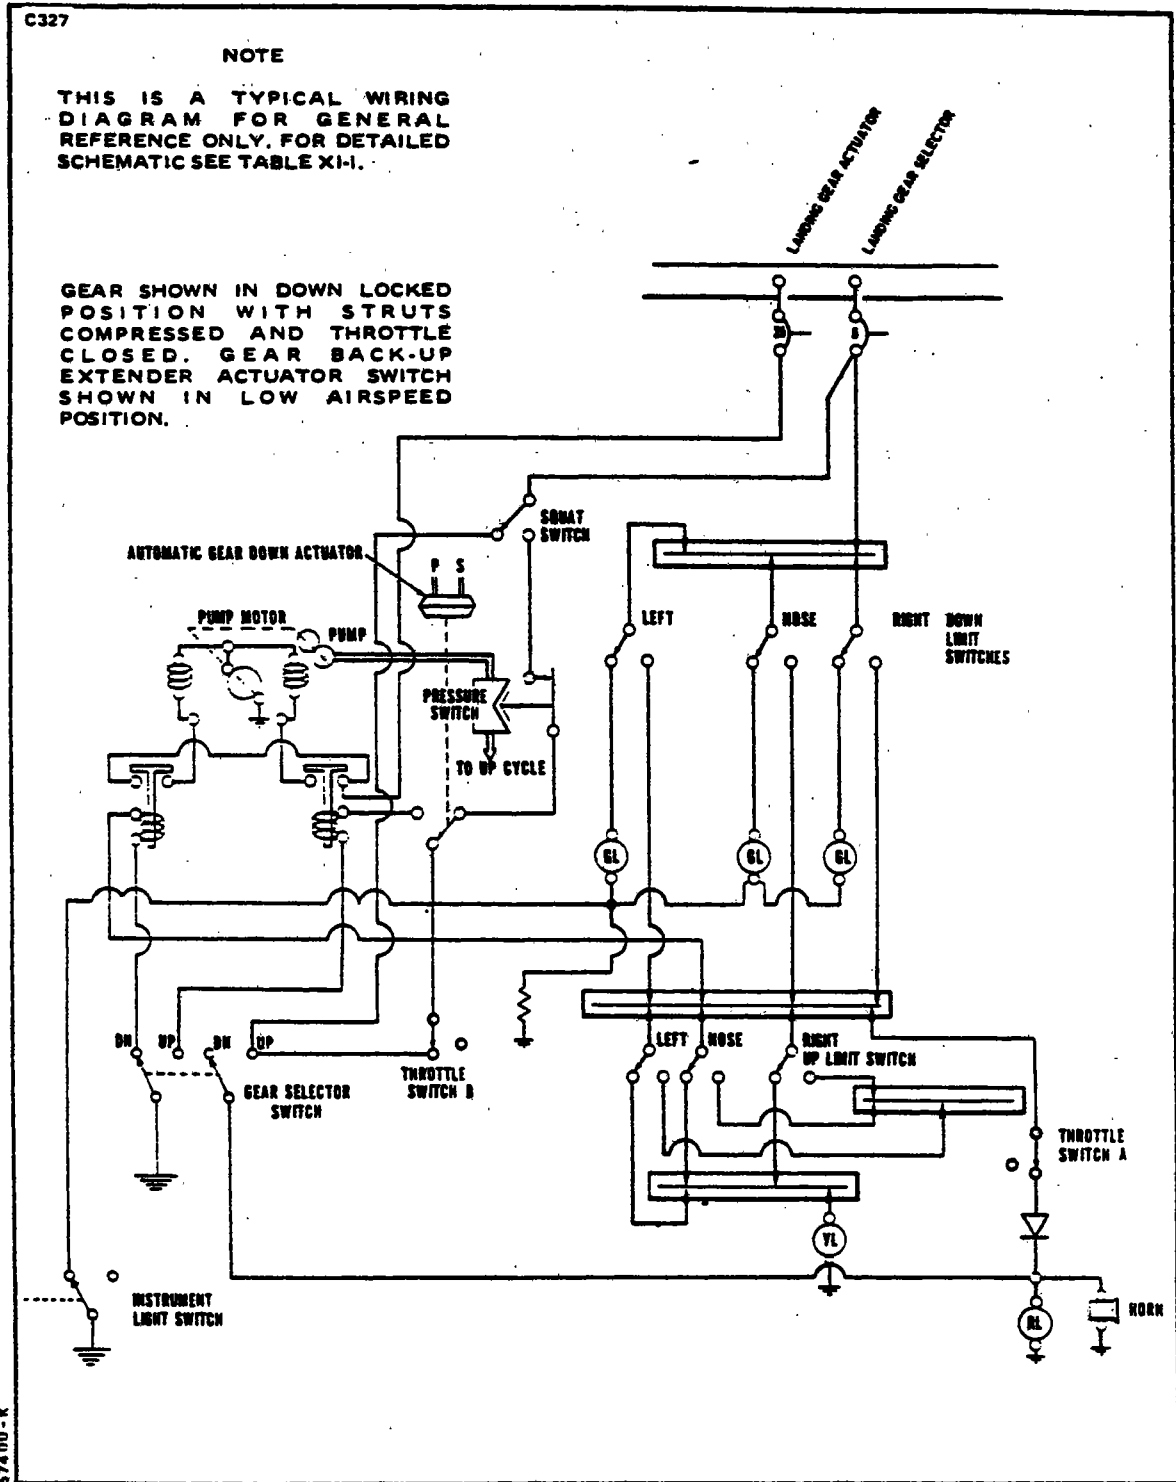 C327
NOTE
THIS IS A TYPICAL WIRING
DIAGRAM FOR GENERAL
REFERENCE ONLY. FOR DETAILED
SCHEMATIC SEE TABLE XI-I.
GEAR SHOWN IN DOWN LOCKED
POSITION WITH STRUTS
COMPRESSED AND THROTTLE
CLOSED. GEAR BACK-UP
EXTENDER ACTUATOR SWITCH
SHOWN IN LOW AIRSPEED
POSITION.
LANDING GEAR ACTUATOR
LANDING GEAR SELECTOR
5
SQUAT
SWITCH
AUTOMATIC GEAR DOWN ACTUATOR
P S
PUMP MOTOR
PUMP
LEFT
NOSE
RIGHT DOWN
LIMIT
SWITCHES
PRESSURE
SWITCH
TO UP CYCLE
GL
GL
GL
DN UP DN UP
GEAR SELECTOR
SWITCH
THROTTLE
SWITCH B
LEFT
NOSE
RIGHT
UP LIMIT SWITCH
THROTTLE
SWITCH A
YL
INSTRUMENT
LIGHT SWITCH
RL
HORN